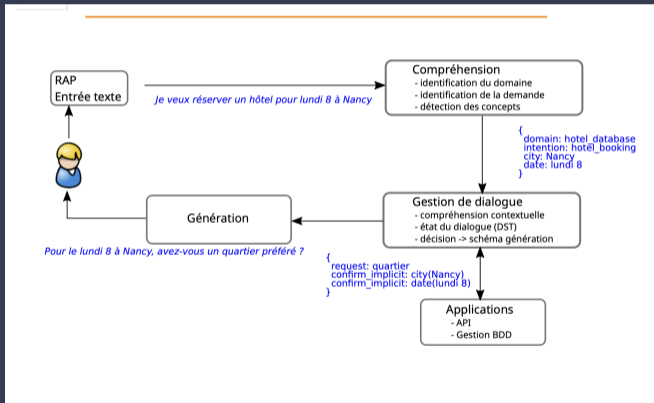 RAP
Entrée texte
Je veux réserver un hôtel pour lundi 8 à Nancy
Compréhension
- identification du domaine
- identification de la demande
- détection des concepts
{
domain: hotel_database
intention: hotel_booking
city: Nancy
date: lundi 8
}
Gestion de dialogue
- compréhension contextuelle
- état du dialogue (DST)
- décision -> schéma génération
Génération
Pour le lundi 8 à Nancy, avez-vous un quartier préféré ?
{
request: quartier
confirm_implicit: city(Nancy)
confirm_implicit: date(lundi 8)
}
Applications
- API
- Gestion BDD